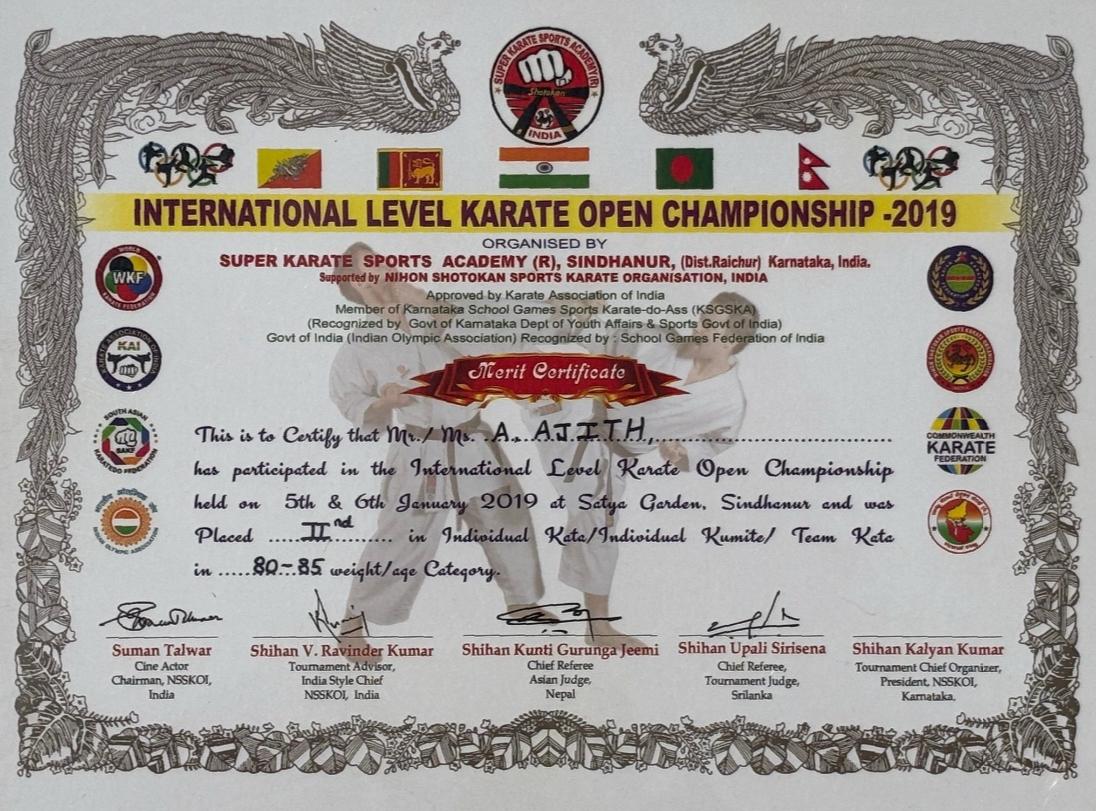 SUPER KARATE SPORTS ACADEMY(R)
Shotokan
INDIA
INTERNATIONAL LEVEL KARATE OPEN CHAMPIONSHIP -2019
ORGANISED BY
SUPER KARATE SPORTS ACADEMY (R), SINDHANUR, (Dist.Raichur) Karnataka, India.
Supported by NIHON SHOTOKAN SPORTS KARATE ORGANISATION, INDIA
Approved by Karate Association of India
Member of Karnataka School Games Sports Karate-do-Ass (KSGSKA)
(Recognized by Govt of Karnataka Dept of Youth Affairs & Sports Govt of India)
Govt of India (Indian Olympic Association) Recognized by : School Games Federation of India
WORLD
WKF
KARATE FEDERATION
KARATE ASSOCIATION OF INDIA
KAI
SOUTH ASIAN
SAKF
KARATEDO FEDERATION
INDIAN OLYMPIC ASSOCIATION
COMMONWEALTH
KARATE
FEDERATION
Merit Certificate
This is to Certify that Mr./ Ms. A. AJITH,
has participated in the International Level Karate Open Championship
held on 5th & 6th January 2019 at Satya Garden, Sindhanur and was
Placed ......IInd.......... in Individual Kata/Individual Kumite/ Team Kata
in .....80--85 weight/age Category.
Suman Talwar
Cine Actor
Chairman, NSSKOI,
India
Shihan V. Ravinder Kumar
Tournament Advisor,
India Style Chief
NSSKOI, India
Shihan Kunti Gurunga Jeemi
Chief Referee
Asian Judge,
Nepal
Shihan Upali Sirisena
Chief Referee,
Tournament Judge,
Srilanka
Shihan Kalyan Kumar
Tournament Chief Organizer,
President, NSSKOI,
Karnataka.